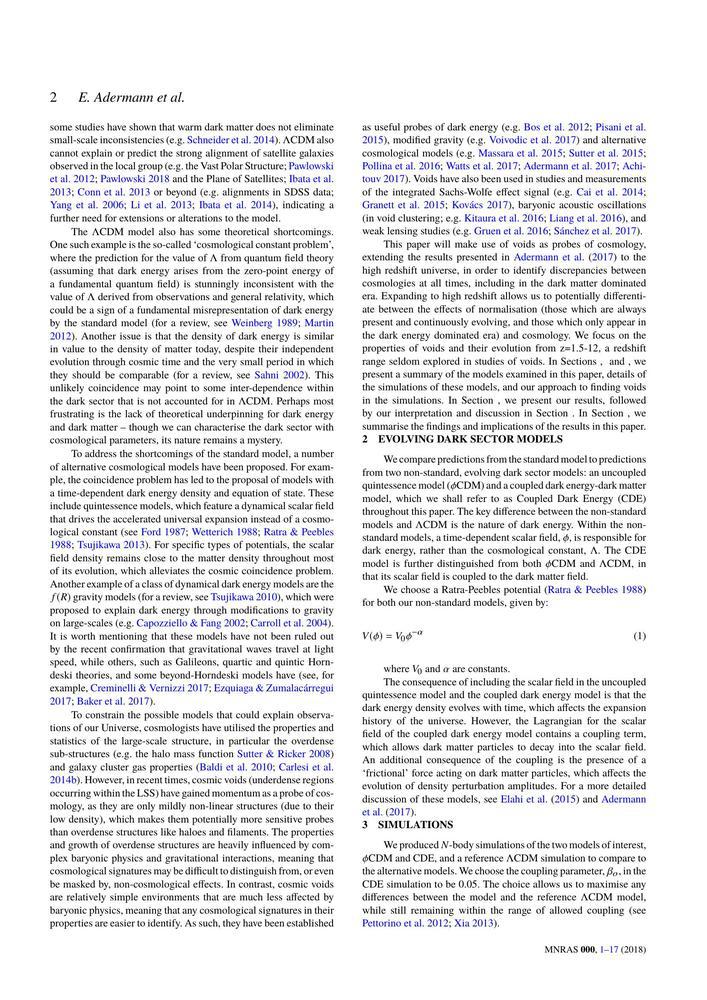 2 E. Adermann et al.
some studies have shown that warm dark matter does not eliminate
small-scale inconsistencies (e.g. Schneider et al. 2014). ΛCDM also
cannot explain or predict the strong alignment of satellite galaxies
observed in the local group (e.g. the Vast Polar Structure; Pawlowski
et al. 2012; Pawlowski 2018 and the Plane of Satellites; Ibata et al.
2013; Conn et al. 2013 or beyond (e.g. alignments in SDSS data;
Yang et al. 2006; Li et al. 2013; Ibata et al. 2014), indicating a
further need for extensions or alterations to the model.
The ΛCDM model also has some theoretical shortcomings.
One such example is the so-called ‘cosmological constant problem’,
where the prediction for the value of Λ from quantum field theory
(assuming that dark energy arises from the zero-point energy of
a fundamental quantum field) is stunningly inconsistent with the
value of Λ derived from observations and general relativity, which
could be a sign of a fundamental misrepresentation of dark energy
by the standard model (for a review, see Weinberg 1989; Martin
2012). Another issue is that the density of dark energy is similar
in value to the density of matter today, despite their independent
evolution through cosmic time and the very small period in which
they should be comparable (for a review, see Sahni 2002). This
unlikely coincidence may point to some inter-dependence within
the dark sector that is not accounted for in ΛCDM. Perhaps most
frustrating is the lack of theoretical underpinning for dark energy
and dark matter – though we can characterise the dark sector with
cosmological parameters, its nature remains a mystery.
To address the shortcomings of the standard model, a number
of alternative cosmological models have been proposed. For exam-
ple, the coincidence problem has led to the proposal of models with
a time-dependent dark energy density and equation of state. These
include quintessence models, which feature a dynamical scalar field
that drives the accelerated universal expansion instead of a cosmo-
logical constant (see Ford 1987; Wetterich 1988; Ratra & Peebles
1988; Tsujikawa 2013). For specific types of potentials, the scalar
field density remains close to the matter density throughout most
of its evolution, which alleviates the cosmic coincidence problem.
Another example of a class of dynamical dark energy models are the
f(R) gravity models (for a review, see Tsujikawa 2010), which were
proposed to explain dark energy through modifications to gravity
on large-scales (e.g. Capozziello & Fang 2002; Carroll et al. 2004).
It is worth mentioning that these models have not been ruled out
by the recent confirmation that gravitational waves travel at light
speed, while others, such as Galileons, quartic and quintic Horn-
deski theories, and some beyond-Horndeski models have (see, for
example, Creminelli & Vernizzi 2017; Ezquiaga & Zumalacárregui
2017; Baker et al. 2017).
To constrain the possible models that could explain observa-
tions of our Universe, cosmologists have utilised the properties and
statistics of the large-scale structure, in particular the overdense
sub-structures (e.g. the halo mass function Sutter & Ricker 2008)
and galaxy cluster gas properties (Baldi et al. 2010; Carlesi et al.
2014b). However, in recent times, cosmic voids (underdense regions
occurring within the LSS) have gained momentum as a probe of cos-
mology, as they are only mildly non-linear structures (due to their
low density), which makes them potentially more sensitive probes
than overdense structures like haloes and filaments. The properties
and growth of overdense structures are heavily influenced by com-
plex baryonic physics and gravitational interactions, meaning that
cosmological signatures may be difficult to distinguish from, or even
be masked by, non-cosmological effects. In contrast, cosmic voids
are relatively simple environments that are much less affected by
baryonic physics, meaning that any cosmological signatures in their
properties are easier to identify. As such, they have been established
as useful probes of dark energy (e.g. Bos et al. 2012; Pisani et al.
2015), modified gravity (e.g. Voivodic et al. 2017) and alternative
cosmological models (e.g. Massara et al. 2015; Sutter et al. 2015;
Pollina et al. 2016; Watts et al. 2017; Adermann et al. 2017; Achi-
touv 2017). Voids have also been used in studies and measurements
of the integrated Sachs-Wolfe effect signal (e.g. Cai et al. 2014;
Granett et al. 2015; Kovács 2017), baryonic acoustic oscillations
(in void clustering; e.g. Kitaura et al. 2016; Liang et al. 2016), and
weak lensing studies (e.g. Gruen et al. 2016; Sánchez et al. 2017).
This paper will make use of voids as probes of cosmology,
extending the results presented in Adermann et al. (2017) to the
high redshift universe, in order to identify discrepancies between
cosmologies at all times, including in the dark matter dominated
era. Expanding to high redshift allows us to potentially differenti-
ate between the effects of normalisation (those which are always
present and continuously evolving, and those which only appear in
the dark energy dominated era) and cosmology. We focus on the
properties of voids and their evolution from z=1.5-12, a redshift
range seldom explored in studies of voids. In Sections , and , we
present a summary of the models examined in this paper, details of
the simulations of these models, and our approach to finding voids
in the simulations. In Section , we present our results, followed
by our interpretation and discussion in Section . In Section , we
summarise the findings and implications of the results in this paper.
2 EVOLVING DARK SECTOR MODELS
We compare predictions from the standard model to predictions
from two non-standard, evolving dark sector models: an uncoupled
quintessence model (ϕCDM) and a coupled dark energy-dark matter
model, which we shall refer to as Coupled Dark Energy (CDE)
throughout this paper. The key difference between the non-standard
models and ΛCDM is the nature of dark energy. Within the non-
standard models, a time-dependent scalar field, ϕ, is responsible for
dark energy, rather than the cosmological constant, Λ. The CDE
model is further distinguished from both ϕCDM and ΛCDM, in
that its scalar field is coupled to the dark matter field.
We choose a Ratra-Peebles potential (Ratra & Peebles 1988)
for both our non-standard models, given by:
V(ϕ) = V₀ϕ^{−α} (1)
where V₀ and α are constants.
The consequence of including the scalar field in the uncoupled
quintessence model and the coupled dark energy model is that the
dark energy density evolves with time, which affects the expansion
history of the universe. However, the Lagrangian for the scalar
field of the coupled dark energy model contains a coupling term,
which allows dark matter particles to decay into the scalar field.
An additional consequence of the coupling is the presence of a
‘frictional’ force acting on dark matter particles, which affects the
evolution of density perturbation amplitudes. For a more detailed
discussion of these models, see Elahi et al. (2015) and Adermann
et al. (2017).
3 SIMULATIONS
We produced N-body simulations of the two models of interest,
ϕCDM and CDE, and a reference ΛCDM simulation to compare to
the alternative models. We choose the coupling parameter, βₒ, in the
CDE simulation to be 0.05. The choice allows us to maximise any
differences between the model and the reference ΛCDM model,
while still remaining within the range of allowed coupling (see
Pettorino et al. 2012; Xia 2013).
MNRAS 000, 1–17 (2018)